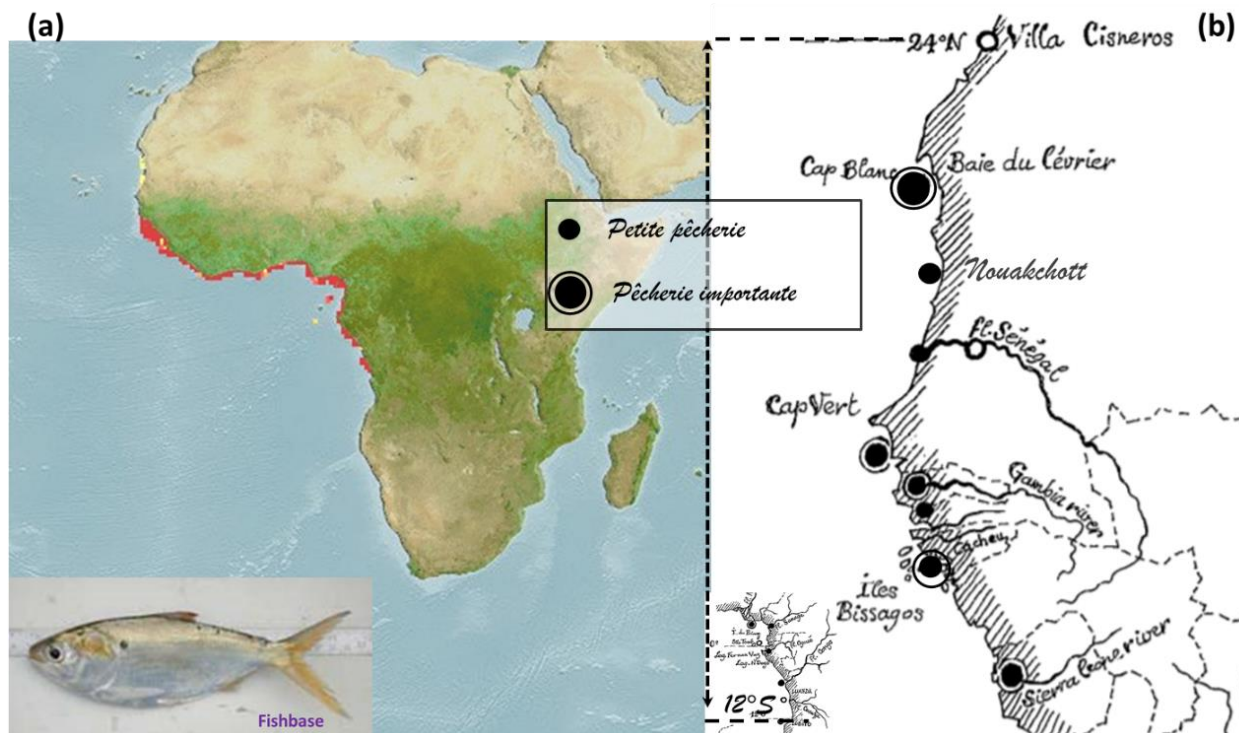 (a)
(b)
24°N
Villa Cisneros
Cap Blanc
Baie du Lévrier
Petite pêcherie
Pêcherie importante
Nouakchott
fl. Sénégal
Cap Vert
Gambia river
Cacheu
Îles
Bissagos
Sierra Leone river
12°S
Fishbase